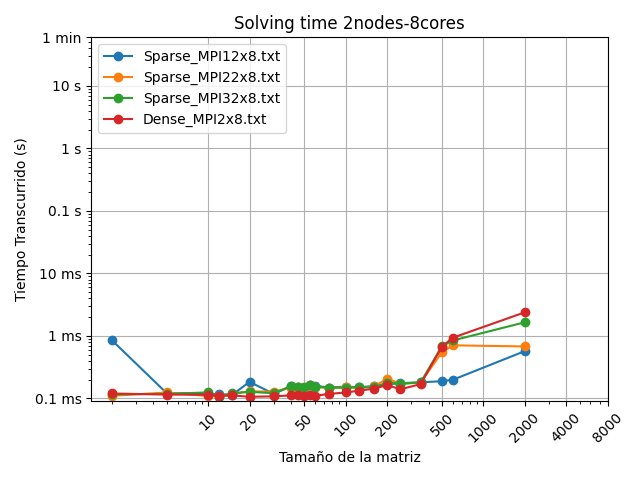 Solving time 2nodes-8cores
Sparse_MPI12x8.txt
Sparse_MPI22x8.txt
Sparse_MPI32x8.txt
Dense_MPI2x8.txt
Tiempo Transcurrido (s)
1 min
10 s
1 s
0.1 s
10 ms
1 ms
0.1 ms
10 20 50 100 200 500 1000 2000 4000 8000
Tamaño de la matriz